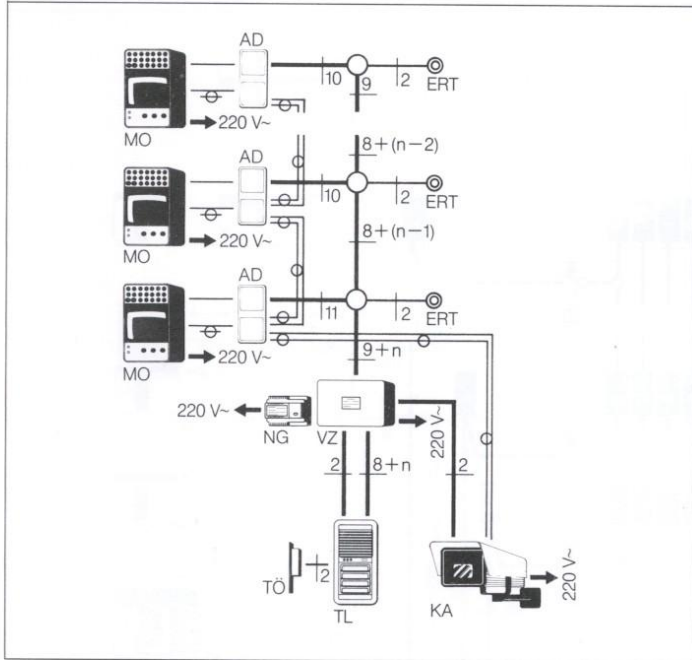 AD
10
9
2
ERT
MO
220 V~
8+(n−2)
AD
10
2
ERT
MO
220 V~
8+(n−1)
AD
11
2
ERT
MO
220 V~
9+n
220 V~
NG
VZ
220 V~
2
8+n
2
TÖ
2
TL
KA
220 V~